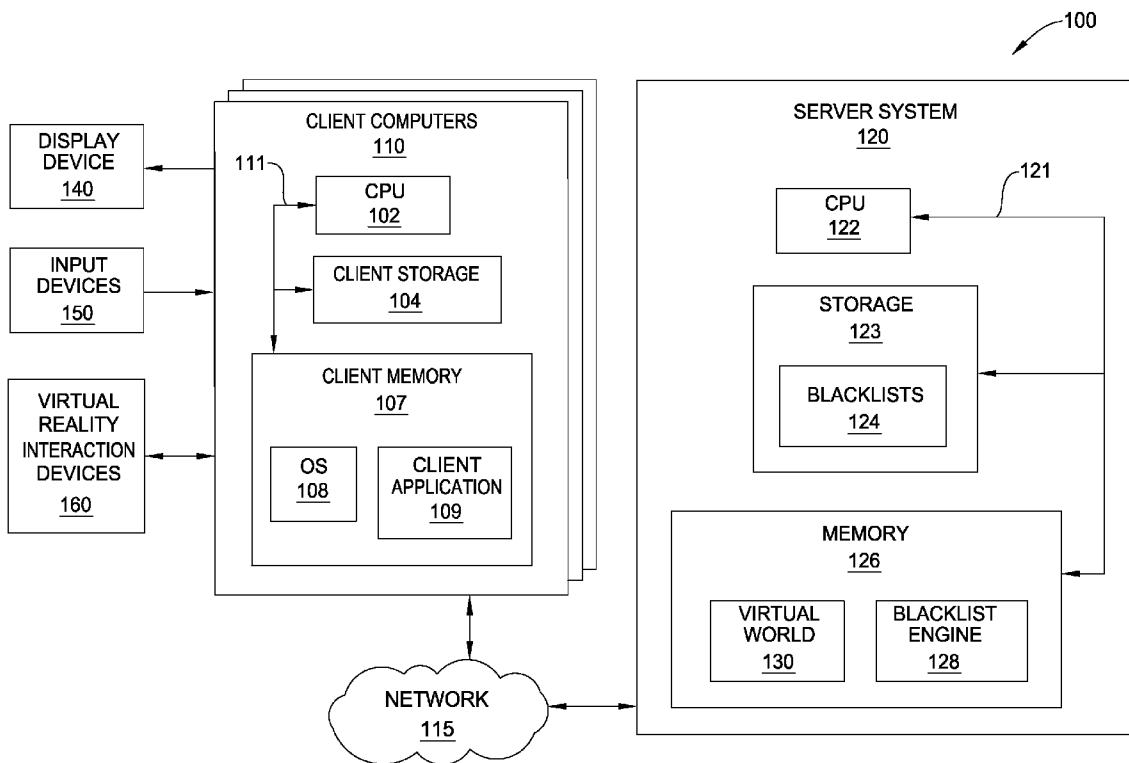 100
DISPLAY
DEVICE
140
INPUT
DEVICES
150
VIRTUAL
REALITY
INTERACTION
DEVICES
160
CLIENT COMPUTERS
110
111
CPU
102
CLIENT STORAGE
104
CLIENT MEMORY
107
OS
108
CLIENT
APPLICATION
109
NETWORK
115
SERVER SYSTEM
120
121
CPU
122
STORAGE
123
BLACKLISTS
124
MEMORY
126
VIRTUAL
WORLD
130
BLACKLIST
ENGINE
128